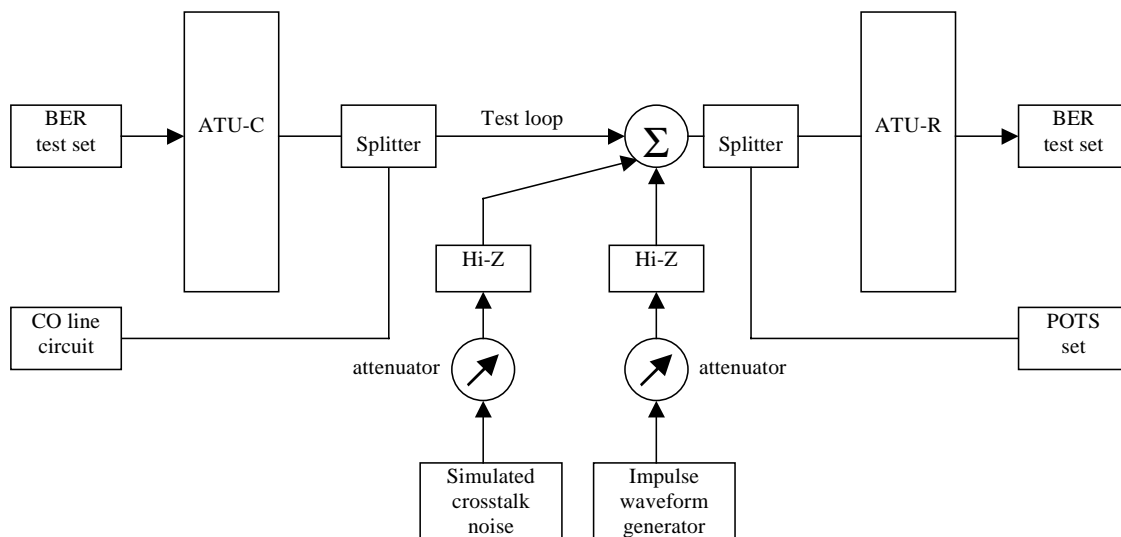 BER
test set
ATU-C
Splitter
Test loop
Σ
Splitter
ATU-R
BER
test set
Hi-Z
Hi-Z
CO line
circuit
attenuator
attenuator
POTS
set
Simulated
crosstalk
noise
Impulse
waveform
generator